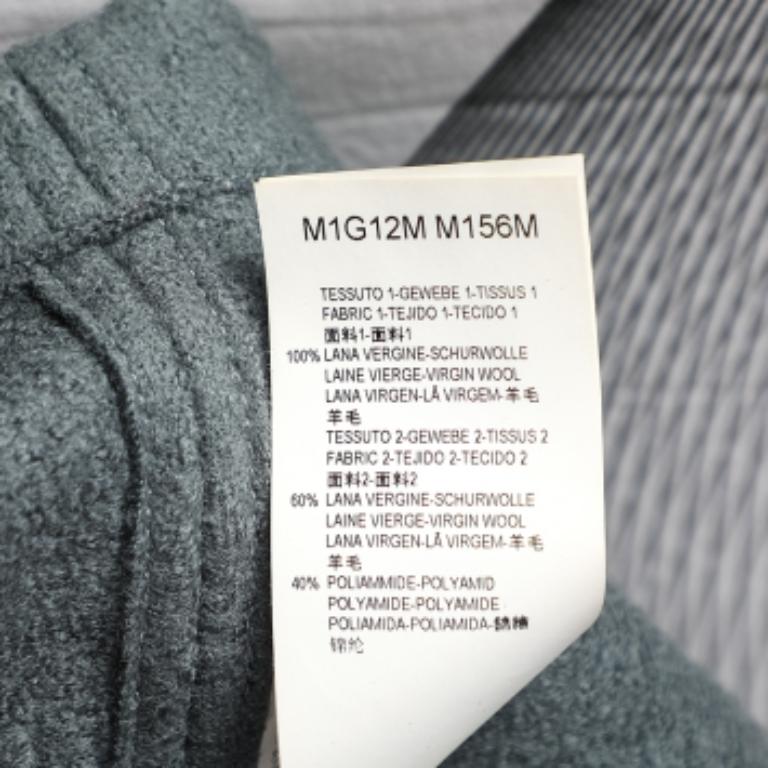 M1G12M M156M
TESSUTO 1-GEWEBE 1-TISSUS 1
FABRIC 1-TEJIDO 1-TECIDO 1
面料1-面料1
100% LANA VERGINE-SCHURWOLLE
LAINE VIERGE-VIRGIN WOOL
LANA VIRGEN-LÃ VIRGEM-羊毛
羊毛
TESSUTO 2-GEWEBE 2-TISSUS 2
FABRIC 2-TEJIDO 2-TECIDO 2
面料2-面料2
60% LANA VERGINE-SCHURWOLLE
LAINE VIERGE-VIRGIN WOOL
LANA VIRGEN-LÃ VIRGEM-羊毛
羊毛
40% POLIAMMIDE-POLYAMID
POLYAMIDE-POLYAMIDE
POLIAMIDA-POLIAMIDA-
锦纶